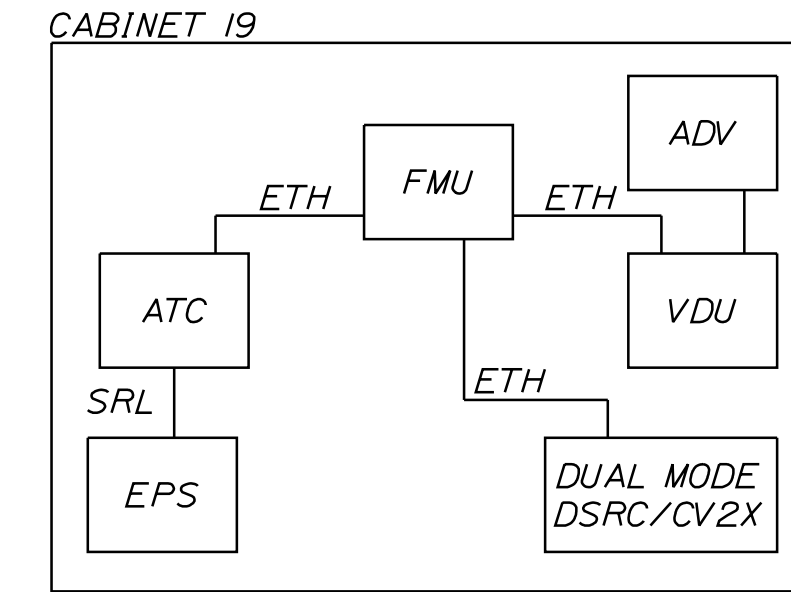 CABINET 19
ADV
FMU
ETH
ETH
ATC
VDU
ETH
SRL
EPS
DUAL MODE
DSRC/CV2X